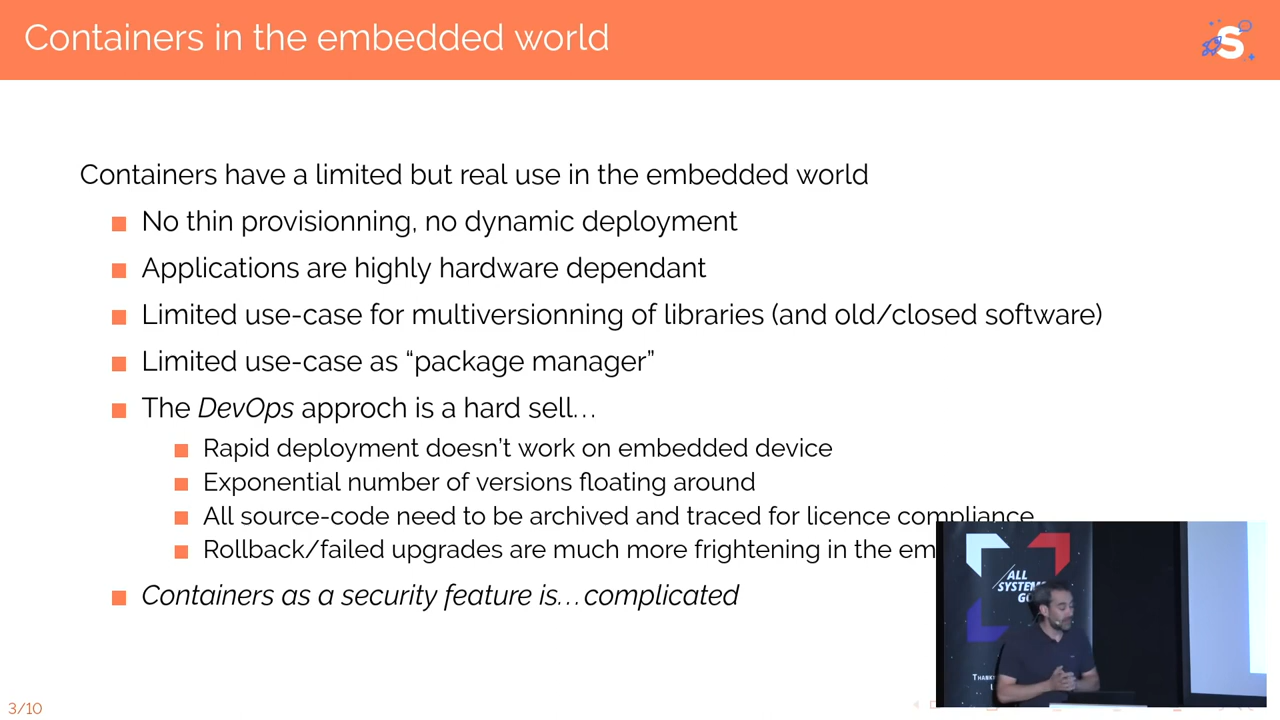 Containers in the embedded world
S
Containers have a limited but real use in the embedded world
No thin provisionning, no dynamic deployment
Applications are highly hardware dependant
Limited use-case for multiversionning of libraries (and old/closed software)
Limited use-case as “package manager”
The DevOps approch is a hard sell…
Rapid deployment doesn’t work on embedded device
Exponential number of versions floating around
All source-code need to be archived and traced for licence compliance
Rollback/failed upgrades are much more frightening in the em
Containers as a security feature is…complicated
ALL
SYSTEMS
GO
THANK
3/10